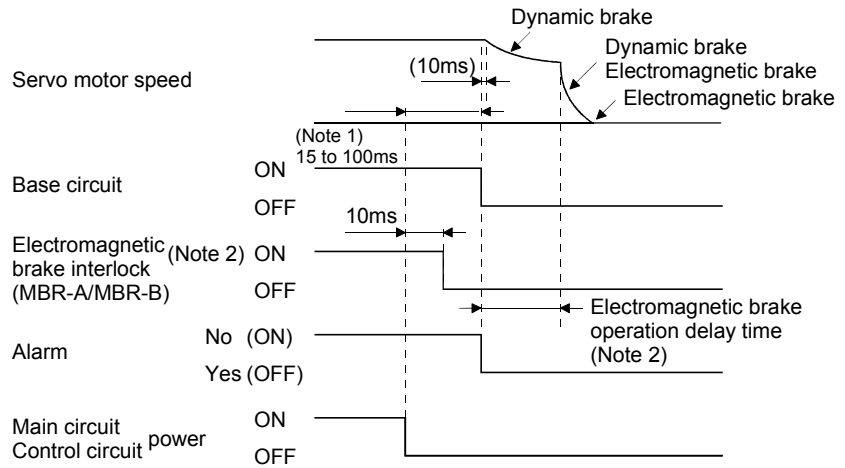 Dynamic brake
Dynamic brake
Electromagnetic brake
Electromagnetic brake
(10ms)
Servo motor speed
(Note 1)
15 to 100ms
Base circuit
ON
OFF
10ms
Electromagnetic
brake interlock
(MBR-A/MBR-B)
(Note 2)
ON
OFF
Electromagnetic brake
operation delay time
(Note 2)
Alarm
No (ON)
Yes (OFF)
Main circuit
Control circuit
power
ON
OFF